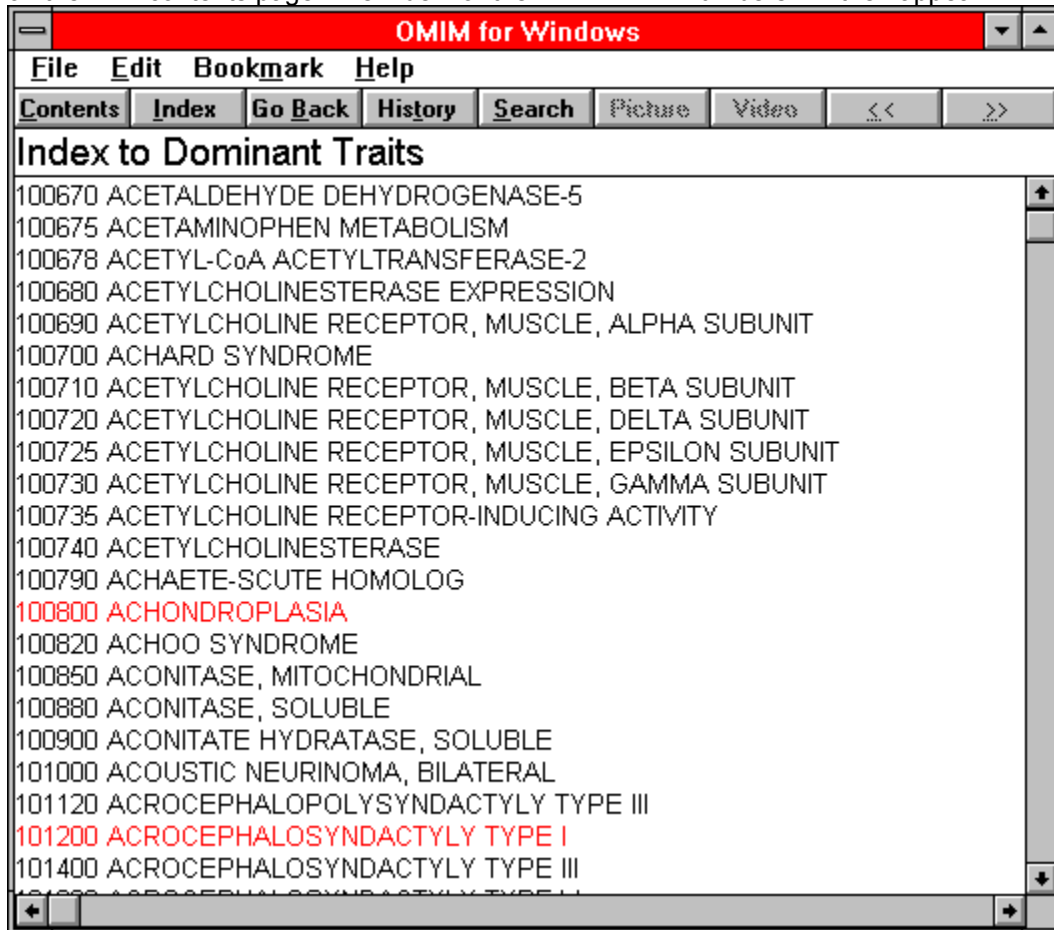 OMIM for Windows
File Edit Bookmark Help
Contents Index Go Back History Search Picture Video << >>
Index to Dominant Traits
100670 ACETALDEHYDE DEHYDROGENASE-5
100675 ACETAMINOPHEN METABOLISM
100678 ACETYL-CoA ACETYLTRANSFERASE-2
100680 ACETYLCHOLINESTERASE EXPRESSION
100690 ACETYLCHOLINE RECEPTOR, MUSCLE, ALPHA SUBUNIT
100700 ACHARD SYNDROME
100710 ACETYLCHOLINE RECEPTOR, MUSCLE, BETA SUBUNIT
100720 ACETYLCHOLINE RECEPTOR, MUSCLE, DELTA SUBUNIT
100725 ACETYLCHOLINE RECEPTOR, MUSCLE, EPSILON SUBUNIT
100730 ACETYLCHOLINE RECEPTOR, MUSCLE, GAMMA SUBUNIT
100735 ACETYLCHOLINE RECEPTOR-INDUCING ACTIVITY
100740 ACETYLCHOLINESTERASE
100790 ACHAETE-SCUTE HOMOLOG
100800 ACHONDROPLASIA
100820 ACHOO SYNDROME
100850 ACONITASE, MITOCHONDRIAL
100880 ACONITASE, SOLUBLE
100900 ACONITATE HYDRATASE, SOLUBLE
101000 ACOUSTIC NEURINOMA, BILATERAL
101120 ACROCEPHALOPOLYSYNDACTYLY TYPE III
101200 ACROCEPHALOSYNDACTYLY TYPE I
101400 ACROCEPHALOSYNDACTYLY TYPE III